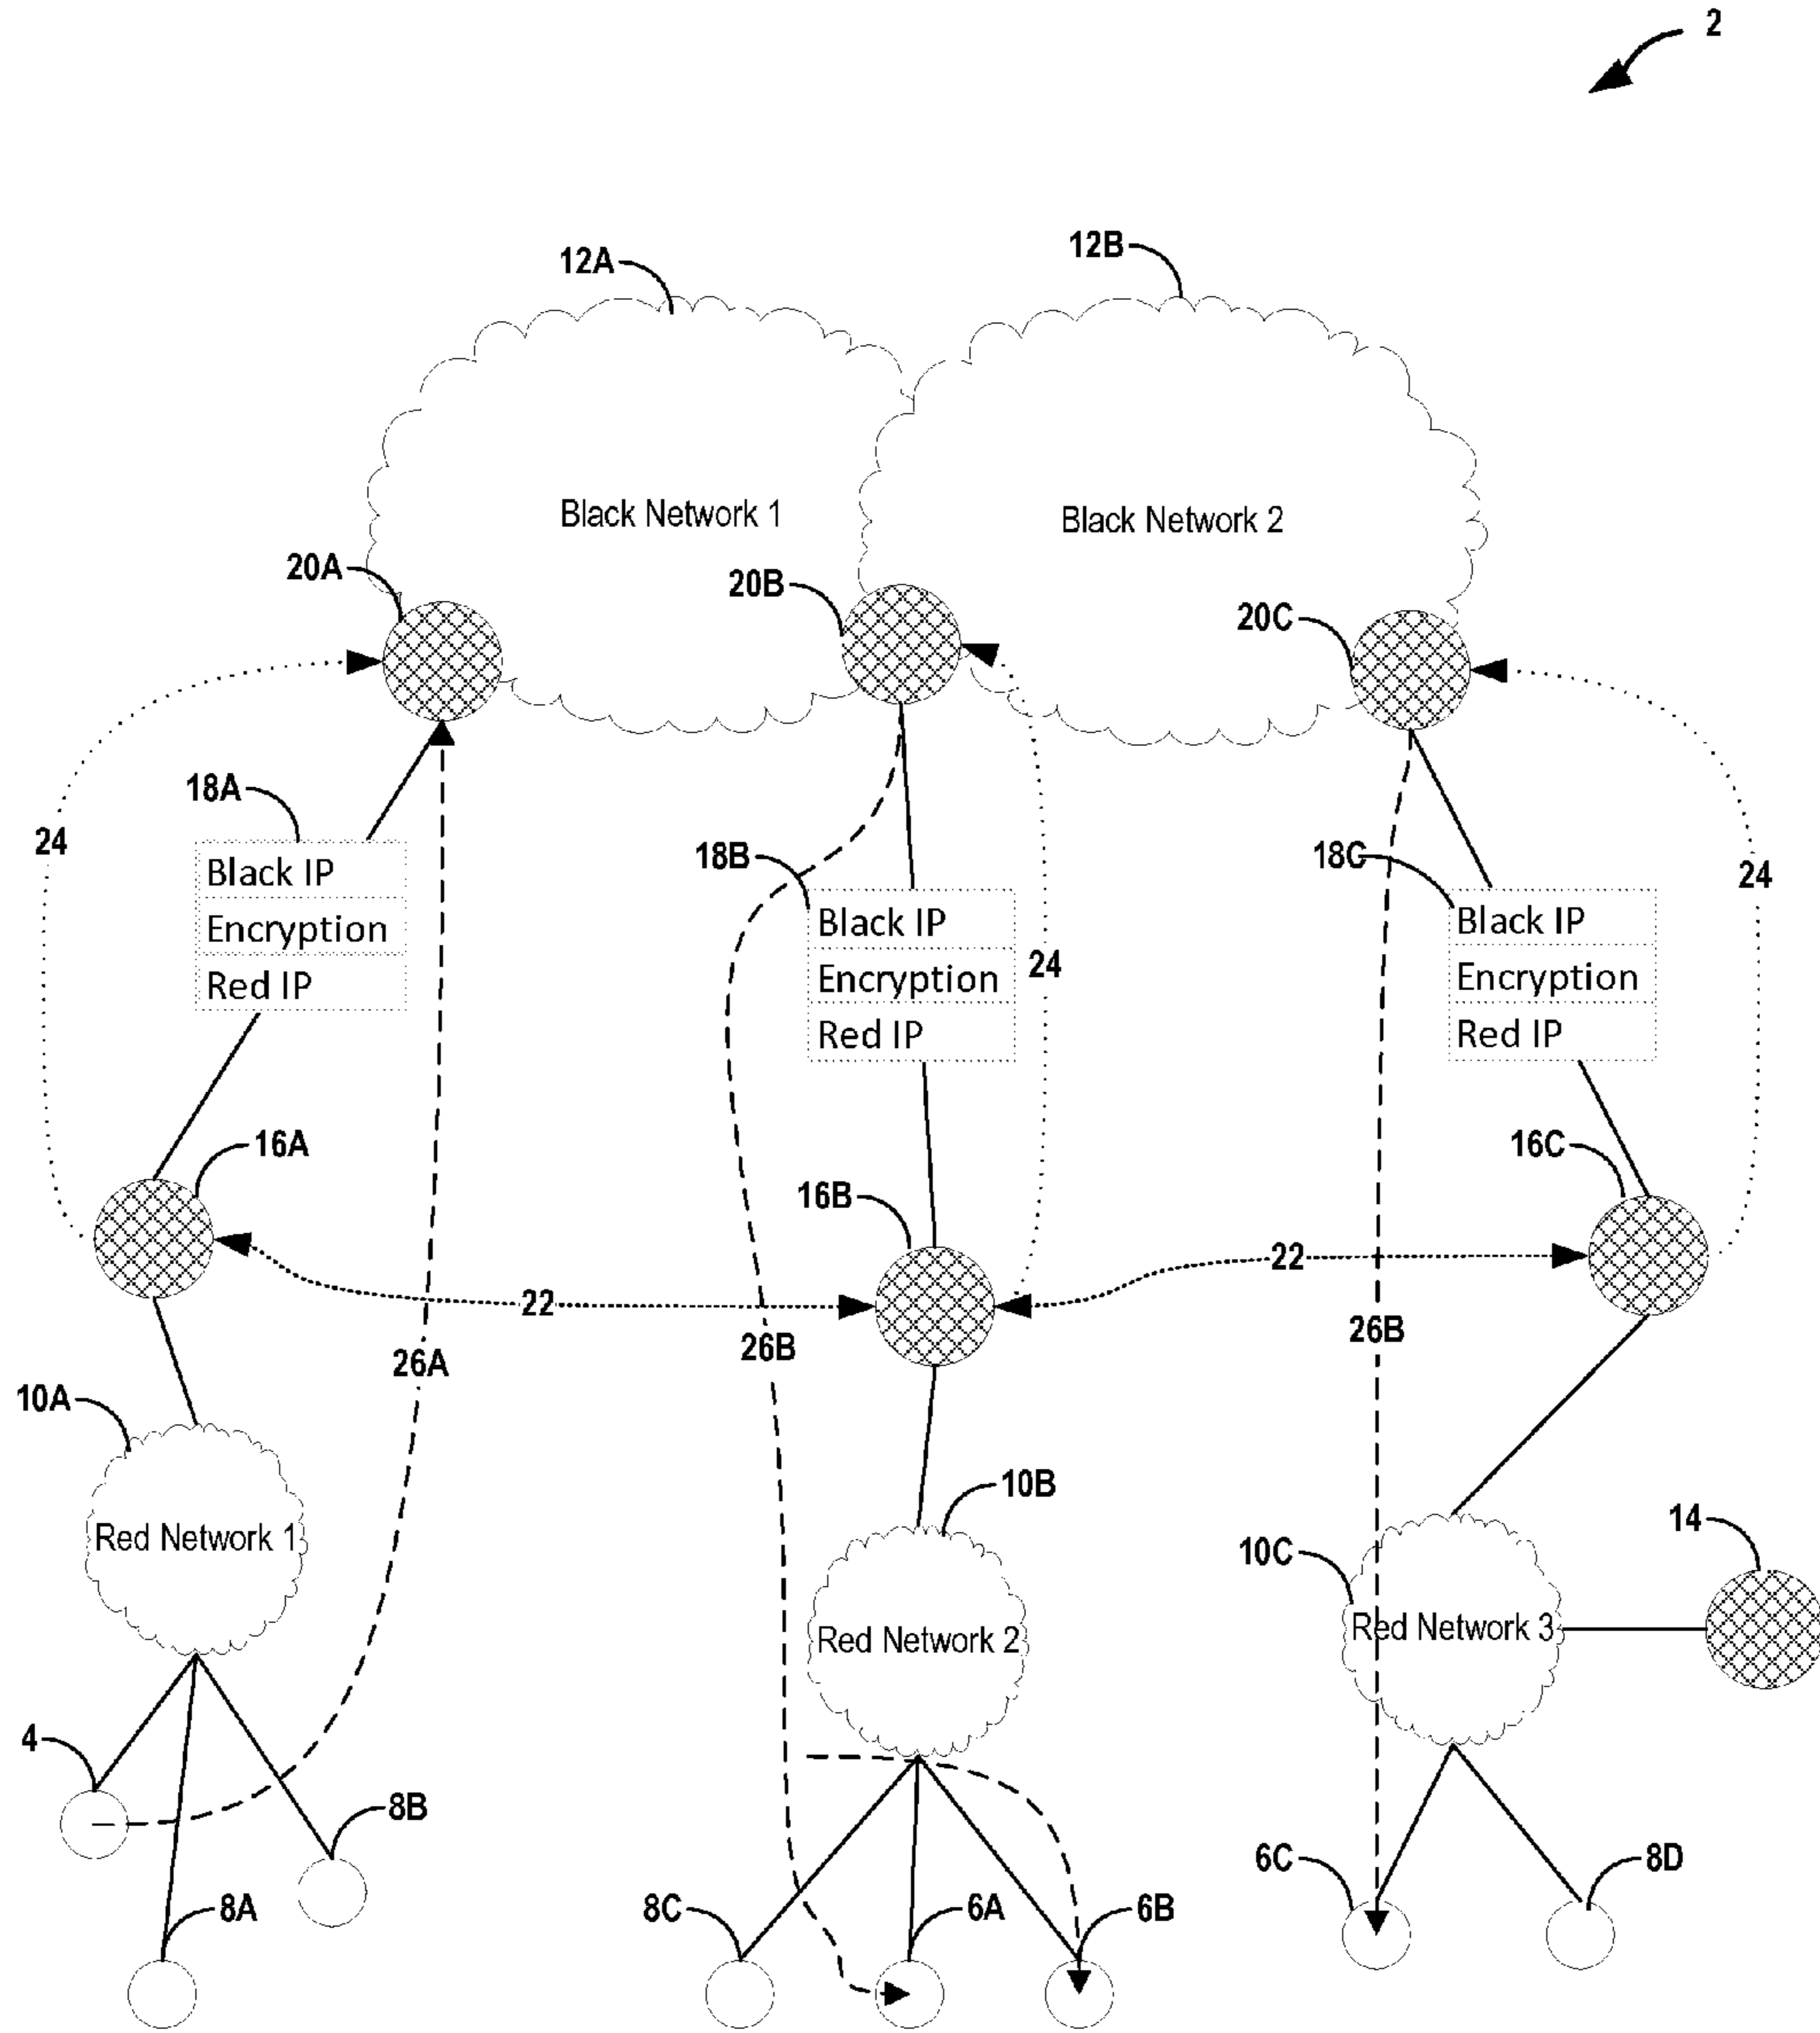 2
12A
12B
Black Network 1
Black Network 2
20A
20B
20C
18A
24
Black IP
Encryption
Red IP
18B
Black IP
Encryption
Red IP
24
18C
Black IP
Encryption
Red IP
24
16A
16B
16C
22
22
26A
26B
26B
10A
Red Network 1
10B
Red Network 2
10C
Red Network 3
14
4
8B
8A
8C
6A
6B
6C
8D